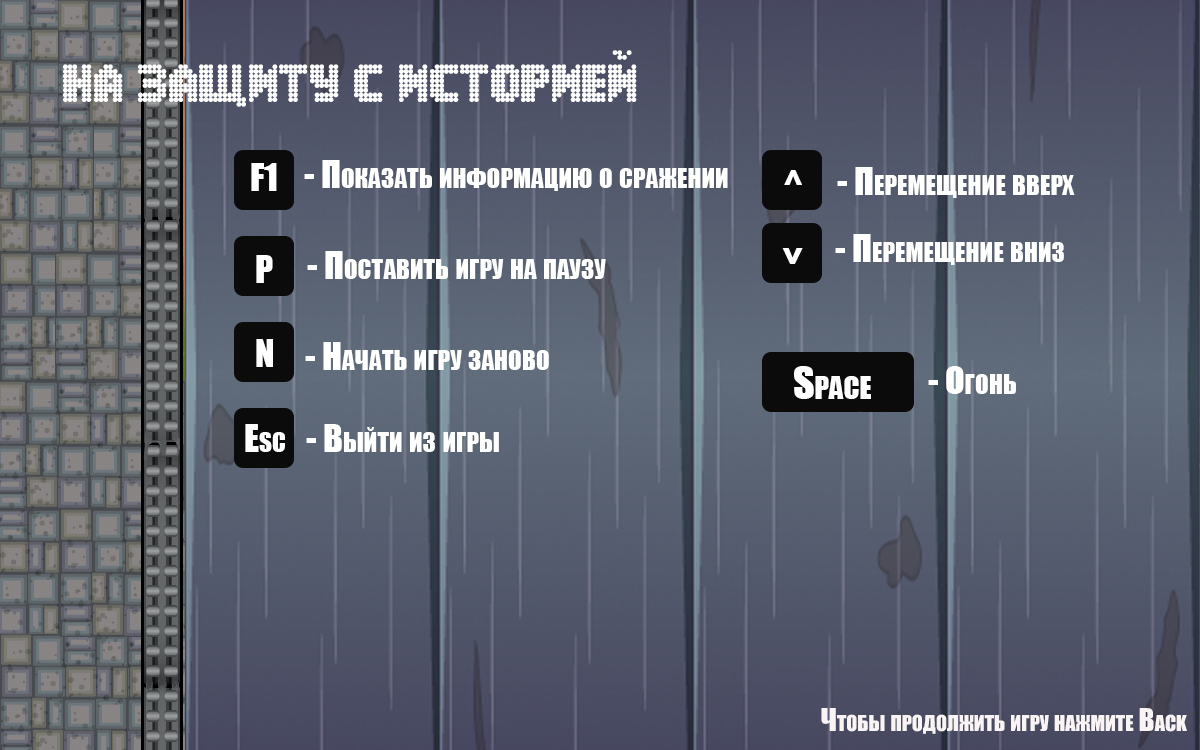 НА ЗАЩИТУ С ИСТОРИЕЙ
F1 - Показать информацию о сражении
^ - Перемещение вверх
P - Поставить игру на паузу
v - Перемещение вниз
N - Начать игру заново
Space - Огонь
Esc - Выйти из игры
Чтобы продолжить игру нажмите Back